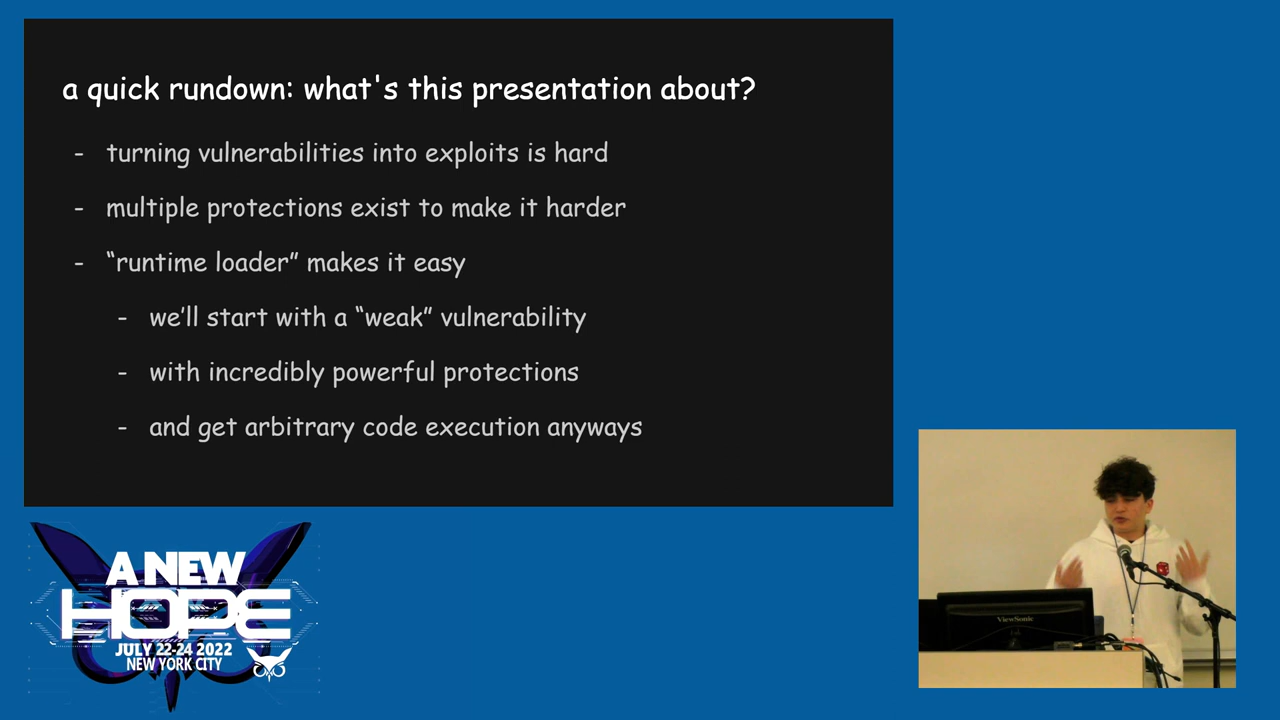 a quick rundown: what's this presentation about?
- turning vulnerabilities into exploits is hard
- multiple protections exist to make it harder
- “runtime loader” makes it easy
- we’ll start with a “weak” vulnerability
- with incredibly powerful protections
- and get arbitrary code execution anyways
A NEW
HOPE
JULY 22-24 2022
NEW YORK CITY
ViewSonic